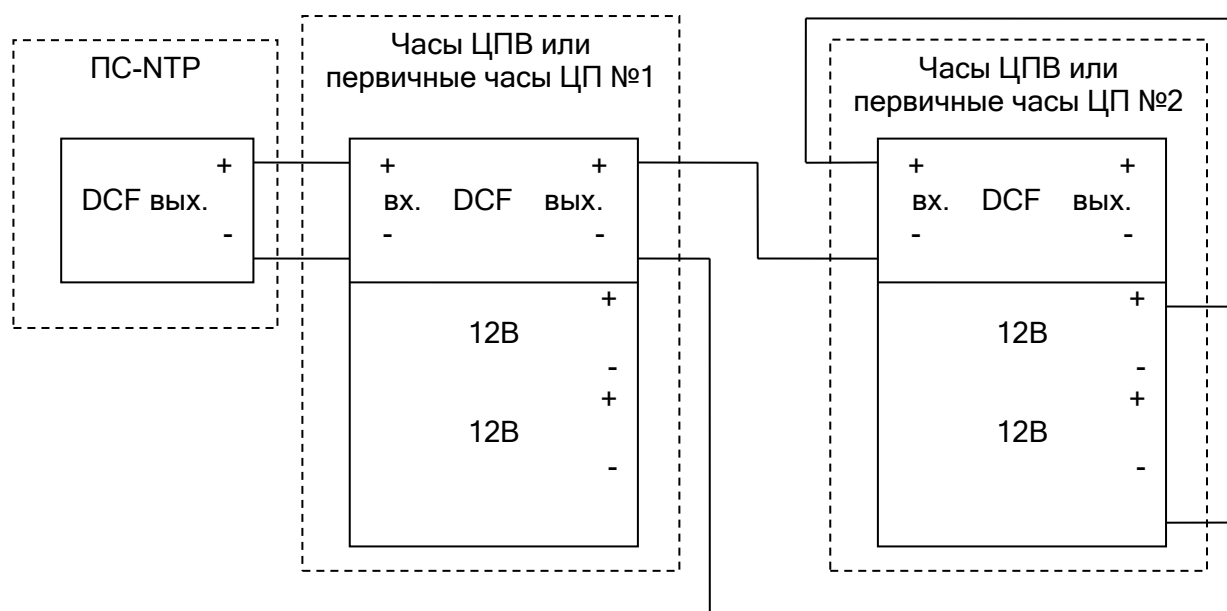 ПС-NTP
DCF вых.
+
-
Часы ЦПВ или
первичные часы ЦП №1
+ +
вх. DCF вых.
- -
+
12В
-
+
12В
-
Часы ЦПВ или
первичные часы ЦП №2
+ +
вх. DCF вых.
- -
+
12В
-
+
12В
-